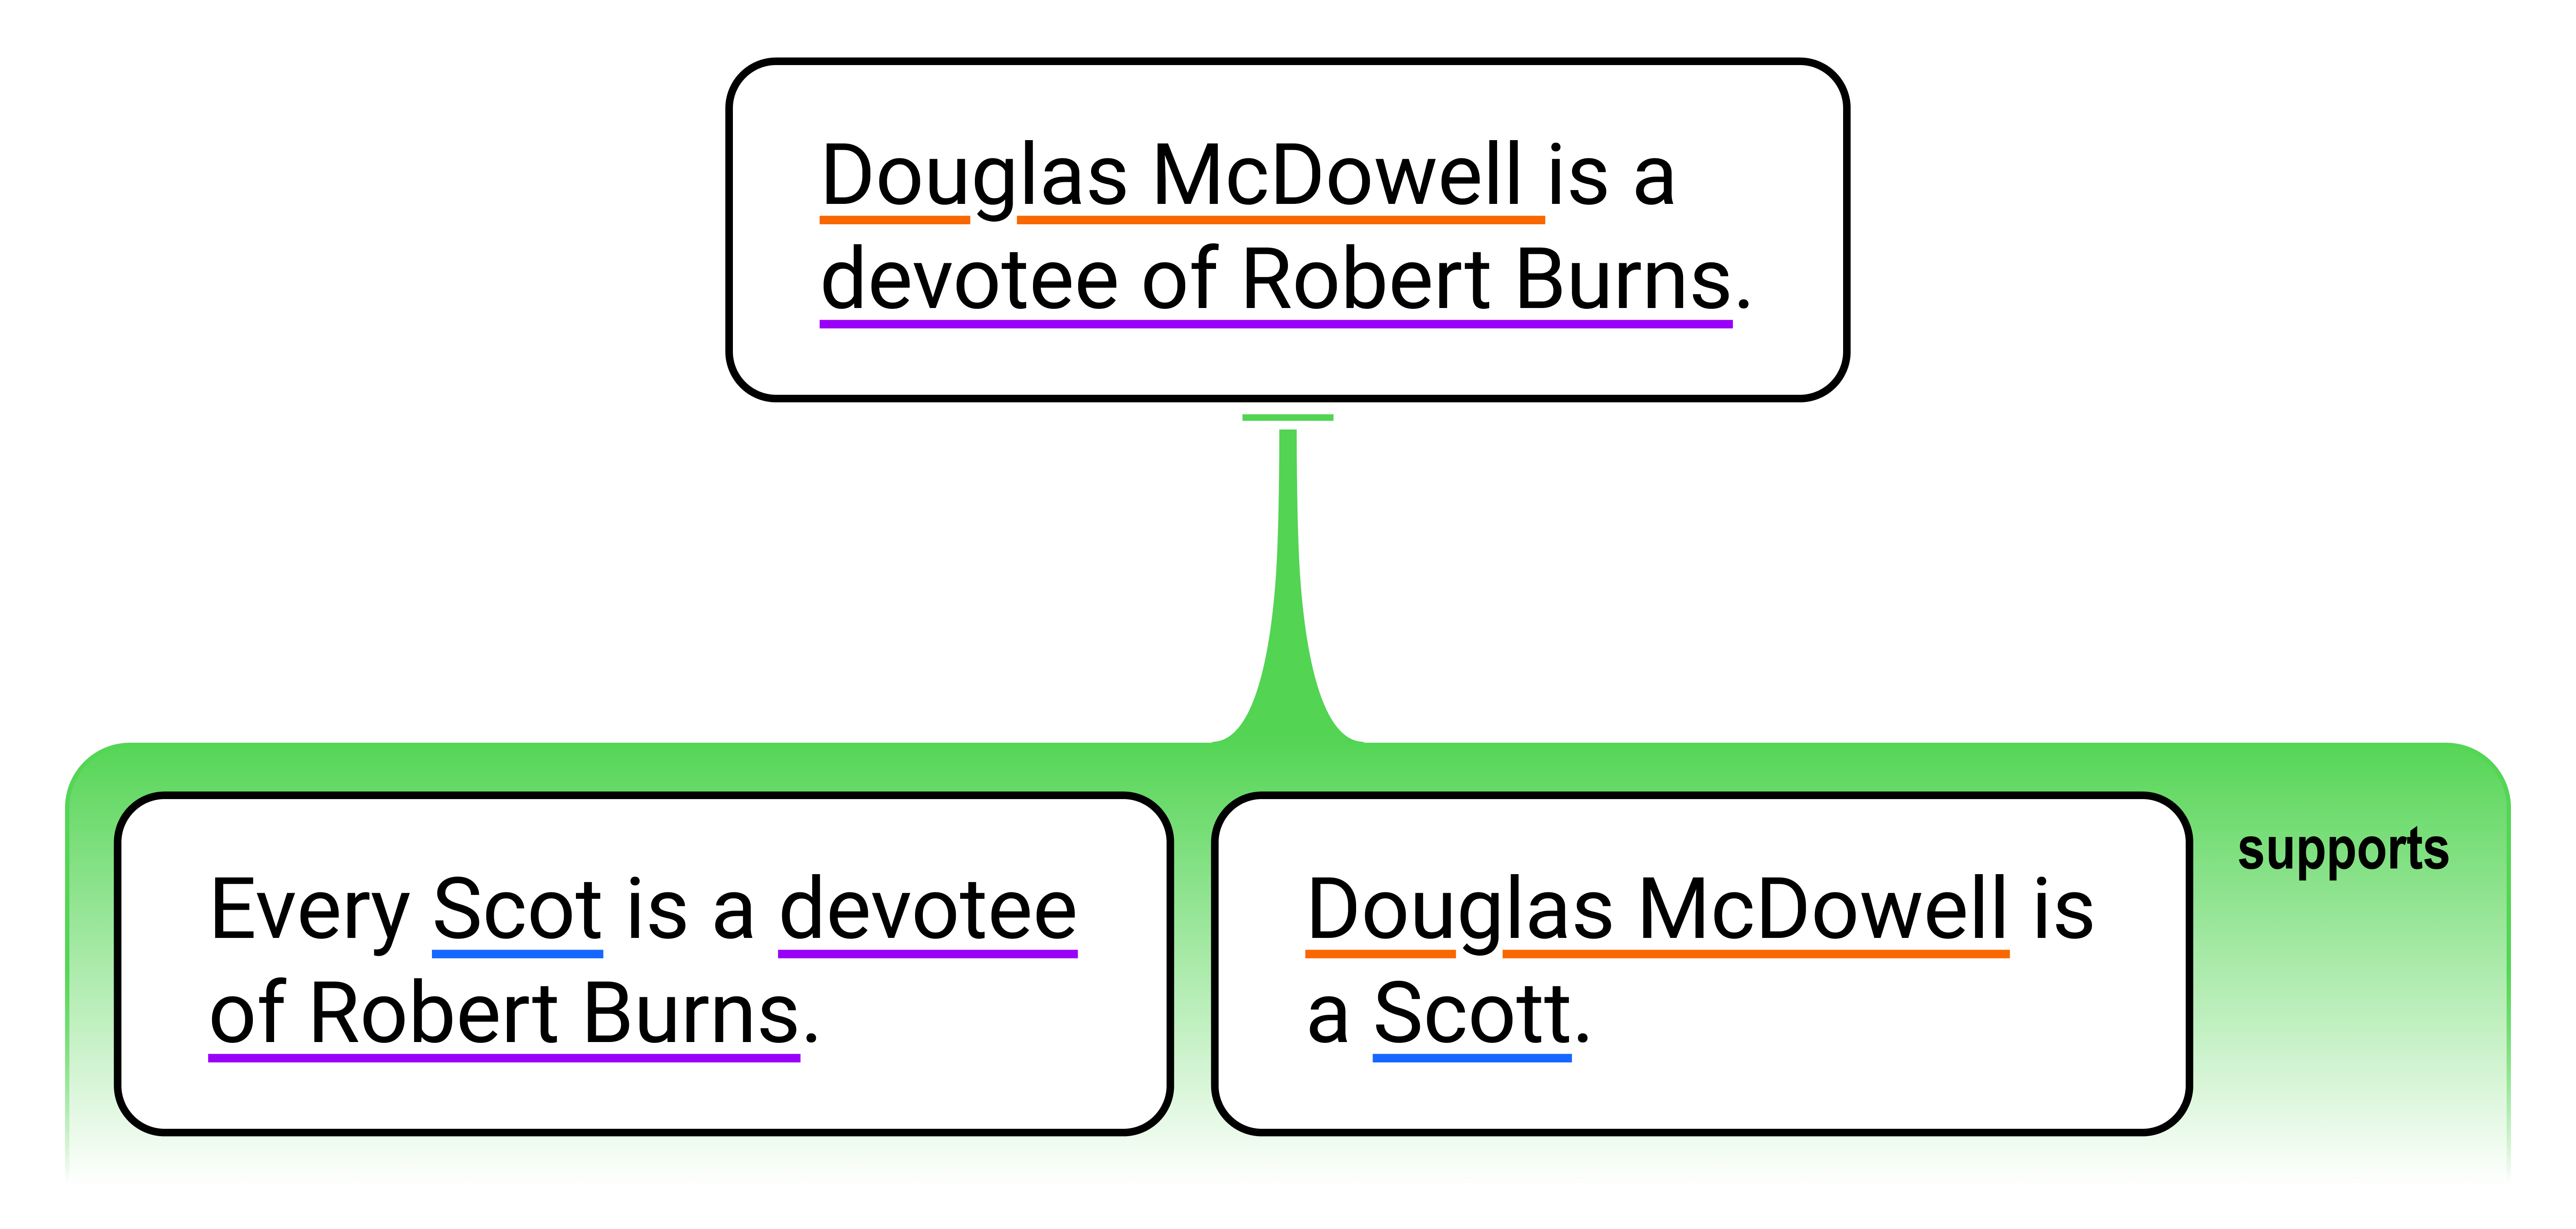 Douglas McDowell is a
devotee of Robert Burns.
Every Scot is a devotee
of Robert Burns.
Douglas McDowell is
a Scott.
supports